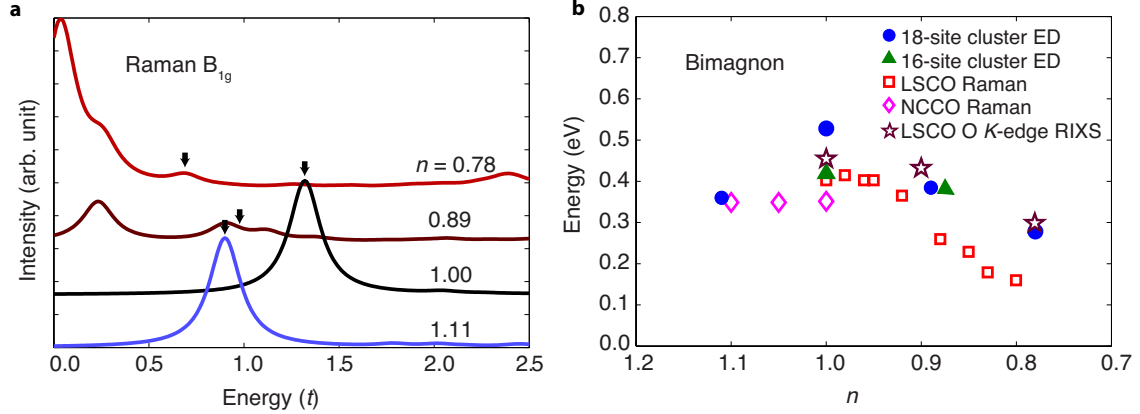 a
Raman B1g
n = 0.78
0.89
1.00
1.11
Intensity (arb. unit)
0.0 0.5 1.0 1.5 2.0 2.5
Energy (t)
b
Bimagnon
18-site cluster ED
16-site cluster ED
LSCO Raman
NCCO Raman
LSCO O K-edge RIXS
Energy (eV)
0.8
0.7
0.6
0.5
0.4
0.3
0.2
0.1
0.0
1.2 1.1 1.0 0.9 0.8 0.7
n